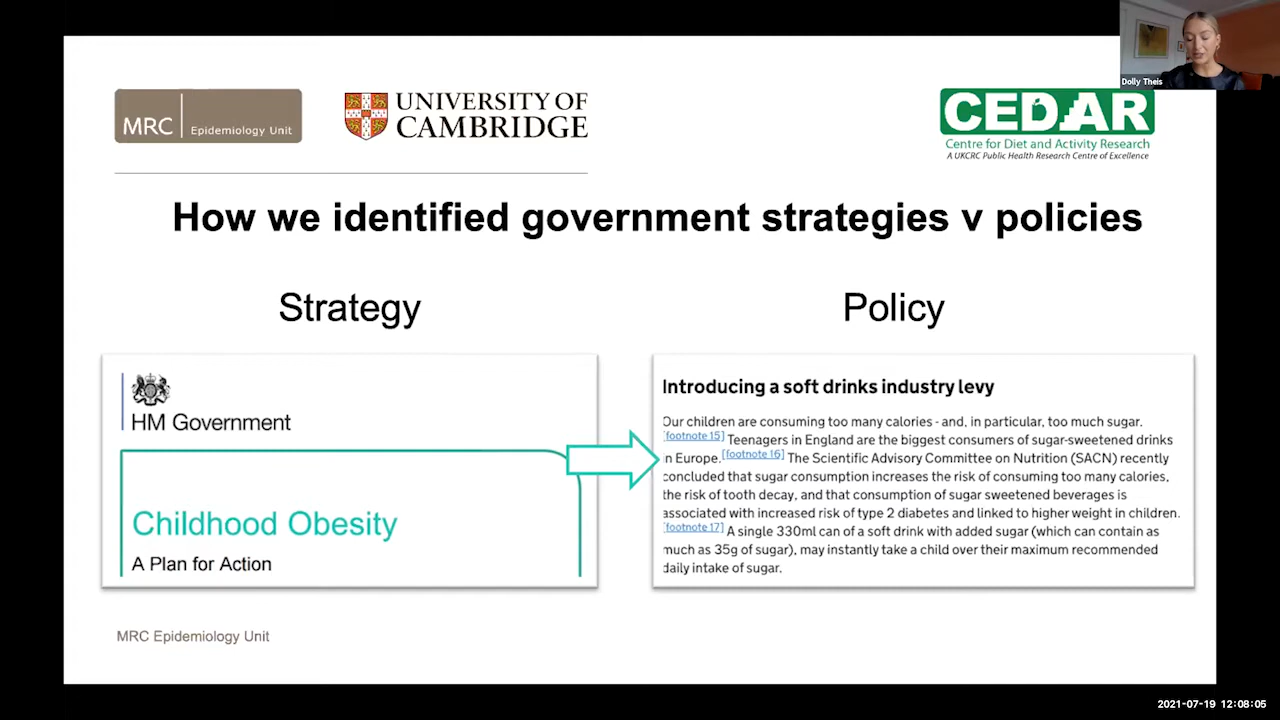 Dolly Theis
MRC Epidemiology Unit
UNIVERSITY OF
CAMBRIDGE
CEDAR
Centre for Diet and Activity Research
A UKCRC Public Health Research Centre of Excellence
How we identified government strategies v policies
Strategy
HM Government
Childhood Obesity
A Plan for Action
Policy
Introducing a soft drinks industry levy
Our children are consuming too many calories - and, in particular, too much sugar.
[footnote 15] Teenagers in England are the biggest consumers of sugar-sweetened drinks
in Europe.[footnote 16] The Scientific Advisory Committee on Nutrition (SACN) recently
concluded that sugar consumption increases the risk of consuming too many calories,
the risk of tooth decay, and that consumption of sugar sweetened beverages is
associated with increased risk of type 2 diabetes and linked to higher weight in children.
[footnote 17] A single 330ml can of a soft drink with added sugar (which can contain as
much as 35g of sugar), may instantly take a child over their maximum recommended
daily intake of sugar.
MRC Epidemiology Unit
2021-07-19 12:08:05